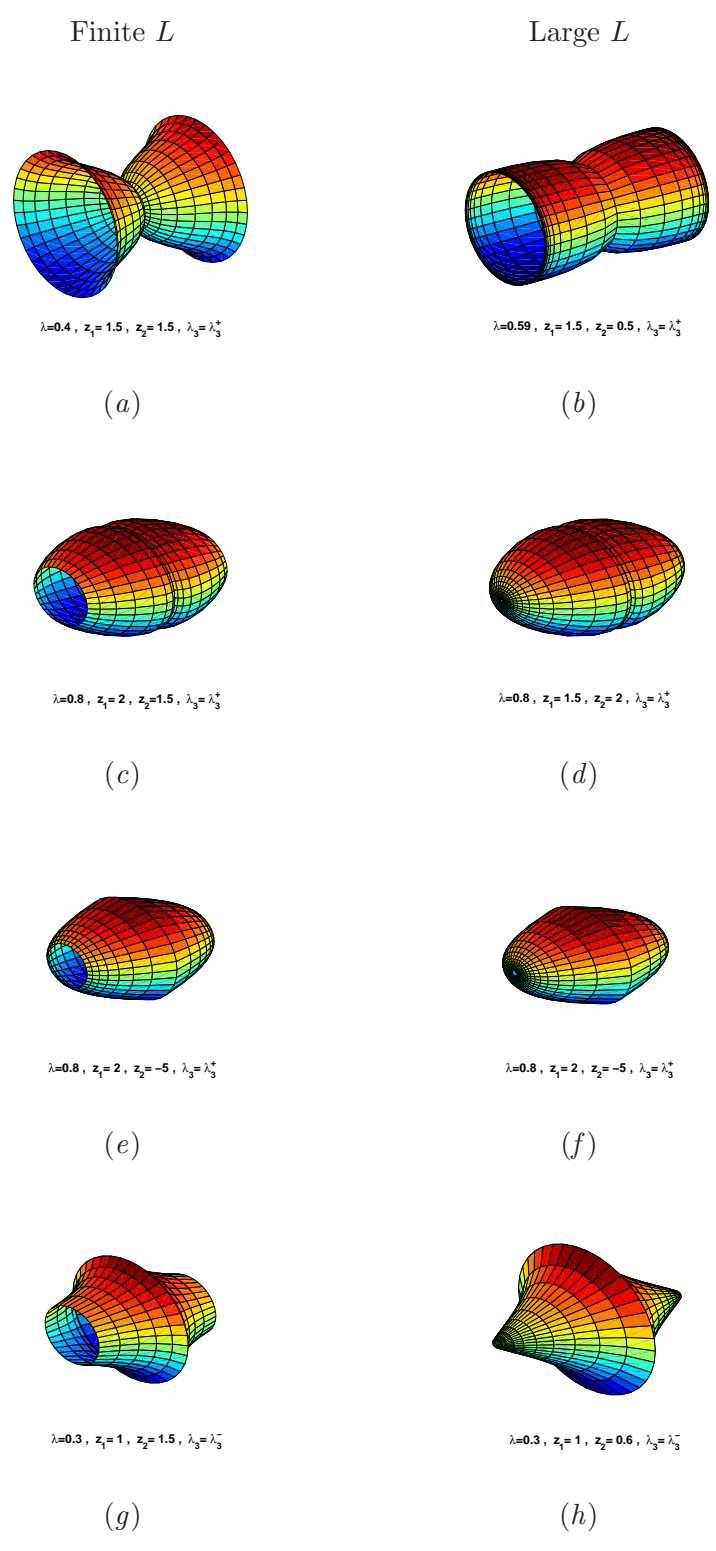 Finite L Large L
λ=0.4 , z₁= 1.5 , z₂= 1.5 , λ₃= λ₃⁺ λ=0.59 , z₁= 1.5 , z₂= 0.5 , λ₃= λ₃⁺
(a) (b)
λ=0.8 , z₁= 2 , z₂=1.5 , λ₃= λ₃⁺ λ=0.8 , z₁= 1.5 , z₂= 2 , λ₃= λ₃⁺
(c) (d)
λ=0.8 , z₁= 2 , z₂= −5 , λ₃= λ₃⁺ λ=0.8 , z₁= 2 , z₂= −5 , λ₃= λ₃⁺
(e) (f)
λ=0.3 , z₁= 1 , z₂= 1.5 , λ₃= λ₃⁻ λ=0.3 , z₁= 1 , z₂= 0.6 , λ₃= λ₃⁻
(g) (h)